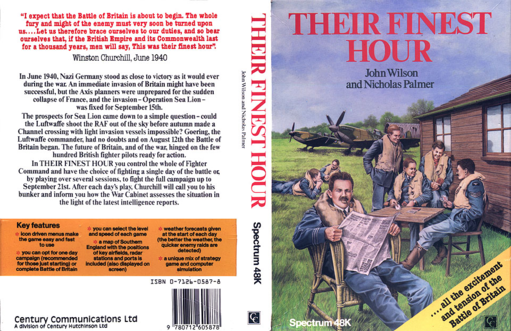 "I expect that the Battle of Britain is about to begin. The whole
fury and might of the enemy must very soon be turned upon
us....Let us therefore brace ourselves to our duties, and so bear
ourselves that, if the British Empire and its Commonwealth last
for a thousand years, men will say, This was their finest hour".
Winston Churchill, June 1940
In June 1940, Nazi Germany stood as close to victory as it would ever
during the war. An immediate invasion of Britain might have been
successful, but the Axis planners were unprepared for the sudden
collapse of France, and the invasion - Operation Sea Lion -
was fixed for September 15th.
The prospects for Sea Lion came down to a simple question - could
the Luftwaffe shoot the RAF out of the sky before autumn made a
Channel crossing with light invasion vessels impossible? Goering, the
Luftwaffe commander, had no doubts and on August 12th the Battle of
Britain began. The future of Britain, and of the war, hinged on the few
hundred British fighter pilots ready for action.
In THEIR FINEST HOUR you control the whole of Fighter
Command and have the choice of fighting a single day of the battle or,
by playing over several sessions, to fight the full campaign up to
September 21st. After each day's play, Churchill will call you to his
bunker and inform you how the War Cabinet assesses the situation in
the light of the latest intelligence reports.
Key features
icon driven menus make
the game easy and fast
to use
you can opt for one day
campaign (recommended
for those just starting) or
complete Battle of Britain
you can select the level
and speed of each game
a map of Southern
England with the positions
of key airfields, radar
stations and ports is
included (also displayed on
screen)
weather forecasts given
at the start of each day
(the better the weather, the
quicker enemy raids are
detected)
a unique mix of strategy
game and computer
simulation
ISBN 0-7126-0587-8
9 780712 605878
Century Communications Ltd
A division of Century Hutchinson Ltd
THEIR FINEST HOUR
John Wilson and Nicholas Palmer
Spectrum 48K
THEIR FINEST
HOUR
John Wilson
and Nicholas Palmer
....all the excitement
and tension of the
Battle of Britain
Spectrum 48K